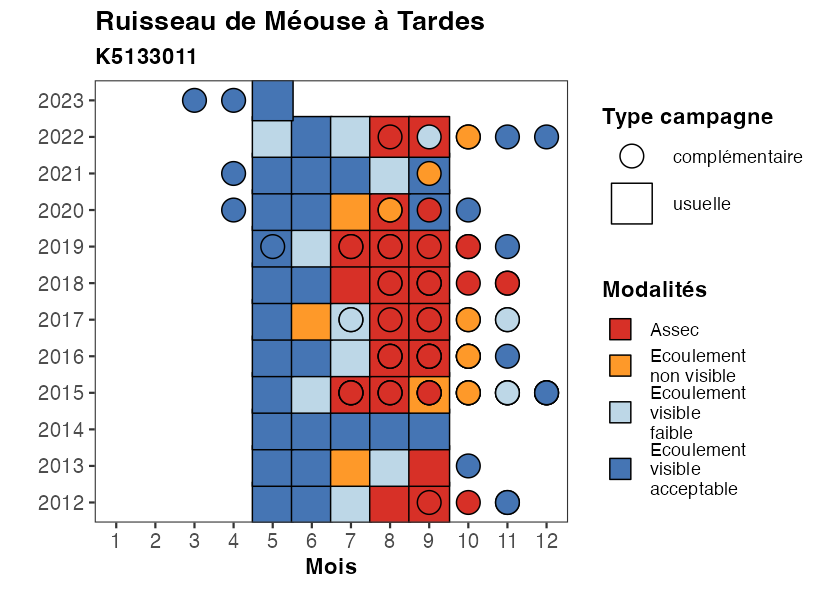 Ruisseau de Méouse à Tardes
K5133011
2023
2022
2021
2020
2019
2018
2017
2016
2015
2014
2013
2012
1 2 3 4 5 6 7 8 9 10 11 12
Mois
Type campagne
complémentaire
usuelle
Modalités
Assec
Ecoulement
non visible
Ecoulement
visible
faible
Ecoulement
visible
acceptable